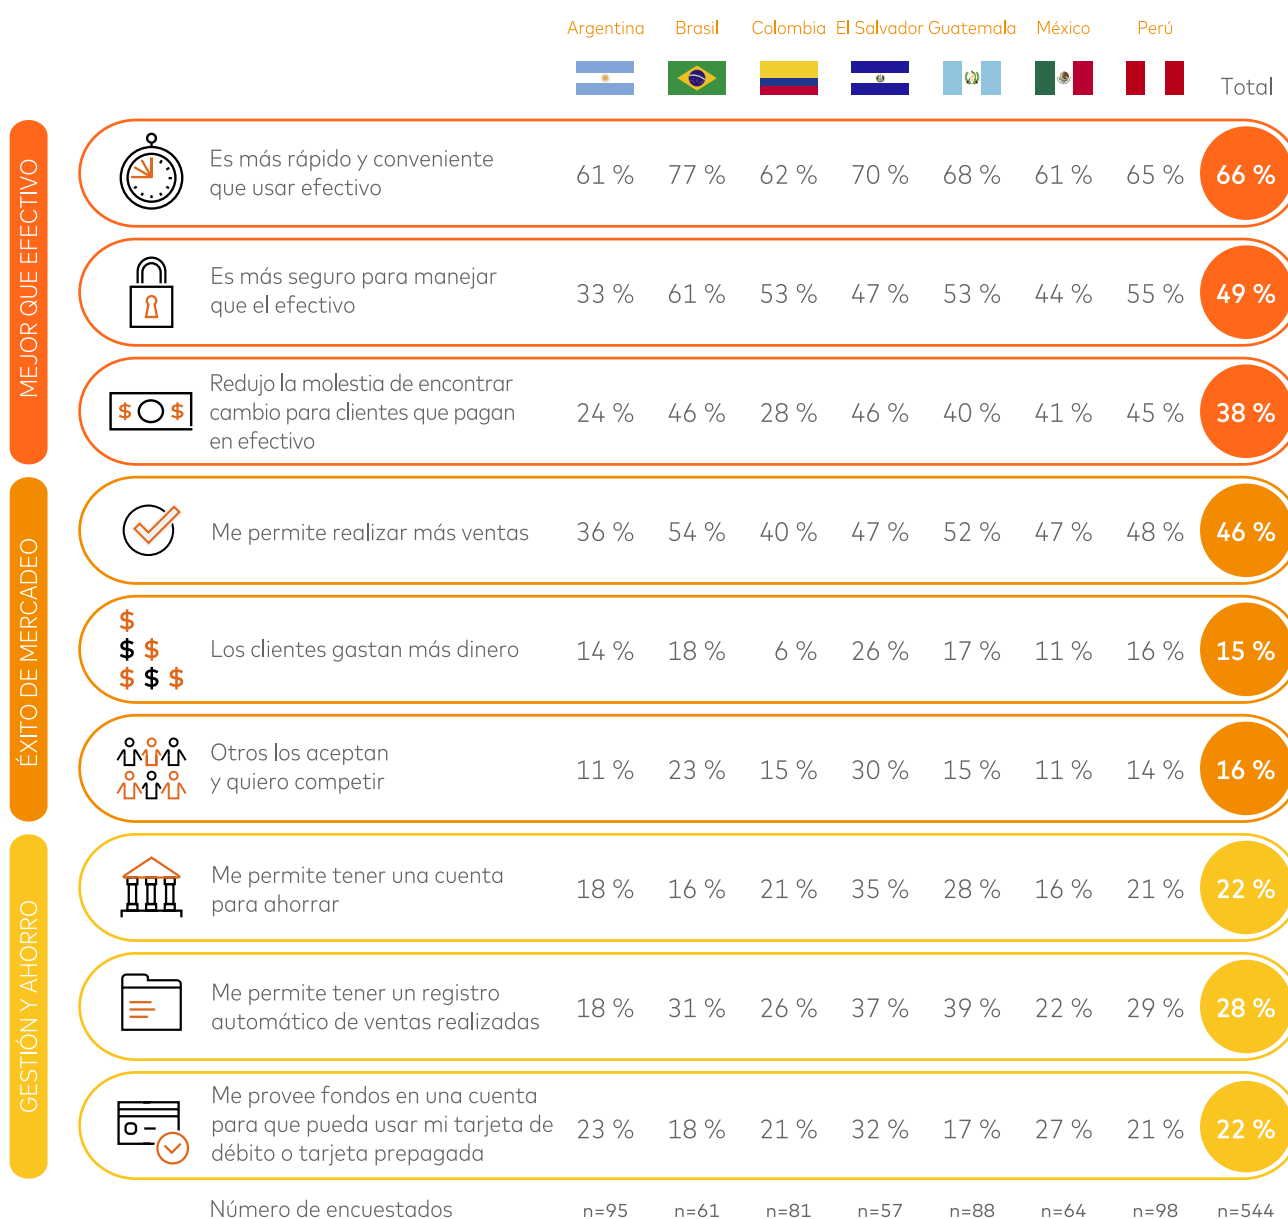 Argentina Brasil Colombia El Salvador Guatemala México Perú
Total
MEJOR QUE EFECTIVO
Es más rápido y conveniente
que usar efectivo
61 % 77 % 62 % 70 % 68 % 61 % 65 % 66 %
Es más seguro para manejar
que el efectivo
33 % 61 % 53 % 47 % 53 % 44 % 55 % 49 %
Redujo la molestia de encontrar
cambio para clientes que pagan
en efectivo
$ $
24 % 46 % 28 % 46 % 40 % 41 % 45 % 38 %
ÉXITO DE MERCADEO
Me permite realizar más ventas
36 % 54 % 40 % 47 % 52 % 47 % 48 % 46 %
$
$ $
$ $ $
Los clientes gastan más dinero
14 % 18 % 6 % 26 % 17 % 11 % 16 % 15 %
Otros los aceptan
y quiero competir
11 % 23 % 15 % 30 % 15 % 11 % 14 % 16 %
GESTIÓN Y AHORRO
Me permite tener una cuenta
para ahorrar
18 % 16 % 21 % 35 % 28 % 16 % 21 % 22 %
Me permite tener un registro
automático de ventas realizadas
18 % 31 % 26 % 37 % 39 % 22 % 29 % 28 %
Me provee fondos en una cuenta
para que pueda usar mi tarjeta de
débito o tarjeta prepagada
23 % 18 % 21 % 32 % 17 % 27 % 21 % 22 %
Número de encuestados n=95 n=61 n=81 n=57 n=88 n=64 n=98 n=544